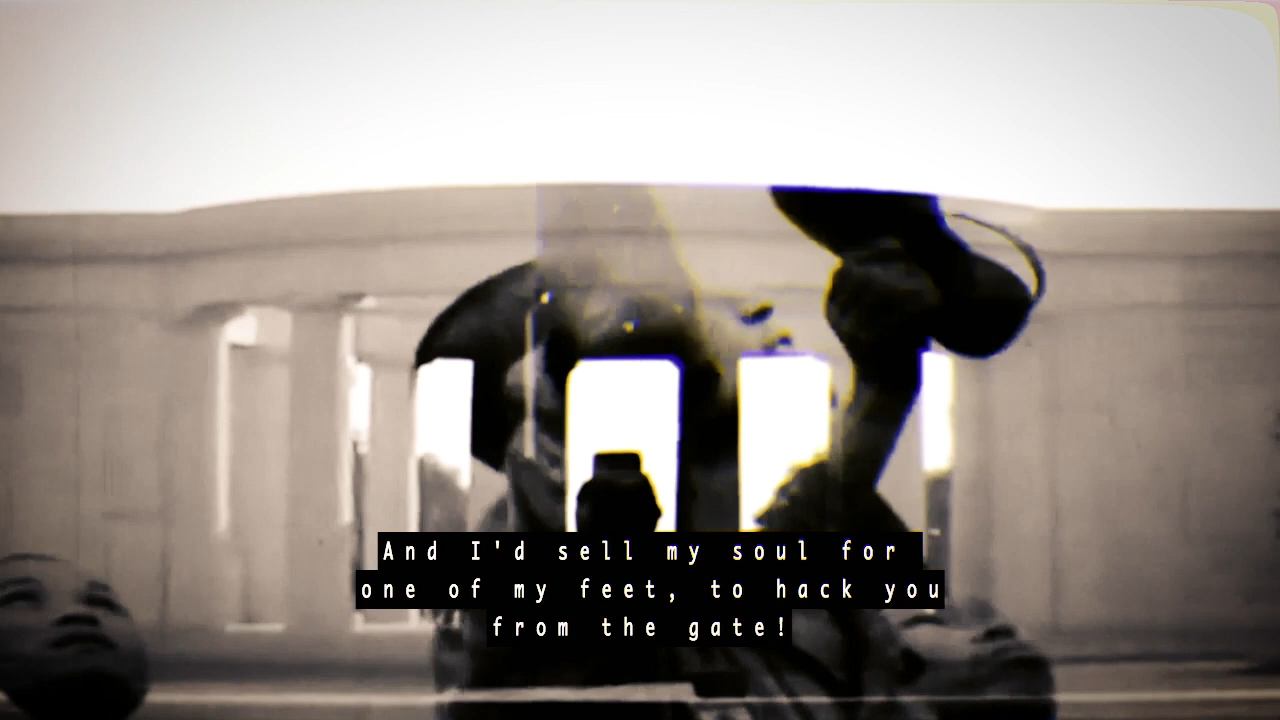 And I'd sell my soul for
one of my feet, to hack you
from the gate!